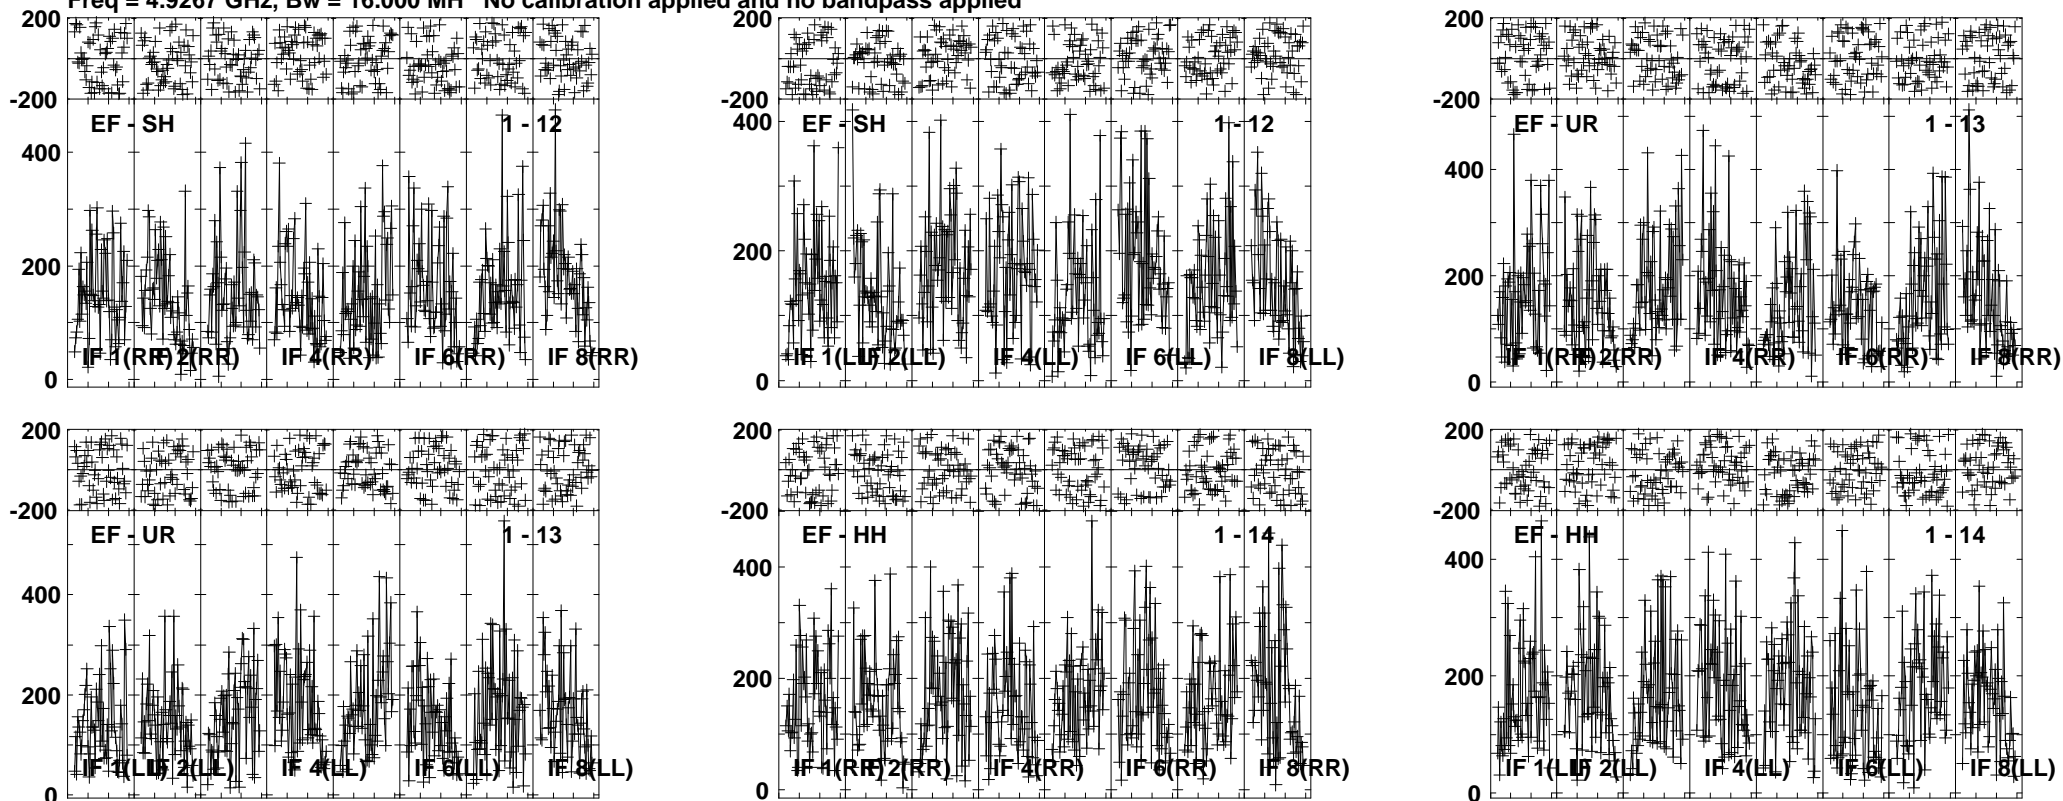 Freq = 4.9267 GHz, Bw = 16.000 MH No calibration applied and no bandpass applied
200
-200
EF - SH 1 - 12
400
200
0
IF 1(RR) IF 2(RR) IF 4(RR) IF 6(RR) IF 8(RR)
-200
EF - SH 1 - 12
400
200
0
IF 1(LL) IF 2(LL) IF 4(LL) IF 6(LL) IF 8(LL)
200
-200
EF - UR 1 - 13
400
200
0
IF 1(RR) IF 2(RR) IF 4(RR) IF 6(RR) IF 8(RR)
200
-200
EF - UR 1 - 13
400
200
0
IF 1(LL) IF 2(LL) IF 4(LL) IF 6(LL) IF 8(LL)
200
-200
EF - HH 1 - 14
400
200
0
IF 1(RR) IF 2(RR) IF 4(RR) IF 6(RR) IF 8(RR)
200
-200
EF - HH 1 - 14
400
200
0
IF 1(LL) IF 2(LL) IF 4(LL) IF 6(LL) IF 8(LL)